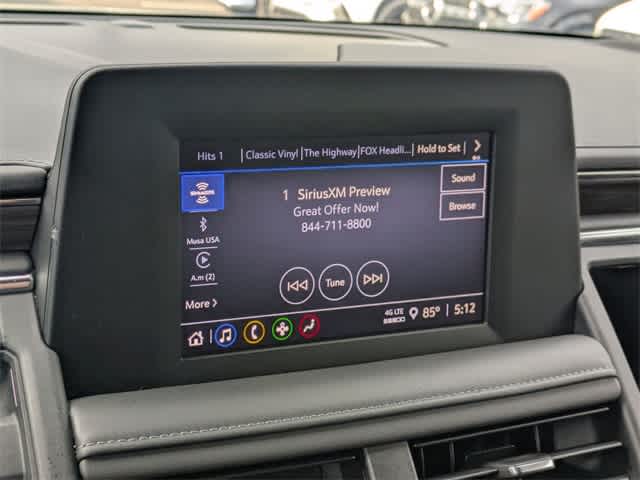 Hits 1 | Classic Vinyl | The Highway | FOX Headli... | Hold to Set |
SIRIUSXM
1 SiriusXM Preview
Great Offer Now!
844-711-8800
Sound
Browse
Musa USA
A.m (2)
More
Tune
4G LTE
85° | 5:12